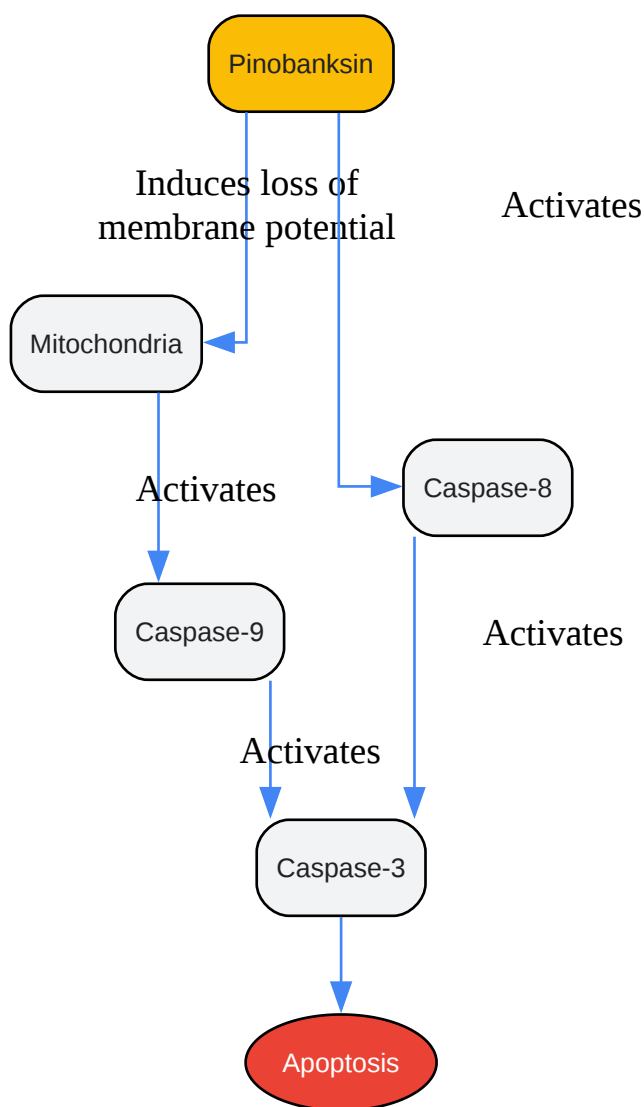 Pinobanksin
Induces loss of
membrane potential
Activates
Mitochondria
Activates
Caspase-8
Caspase-9
Activates
Activates
Caspase-3
Apoptosis